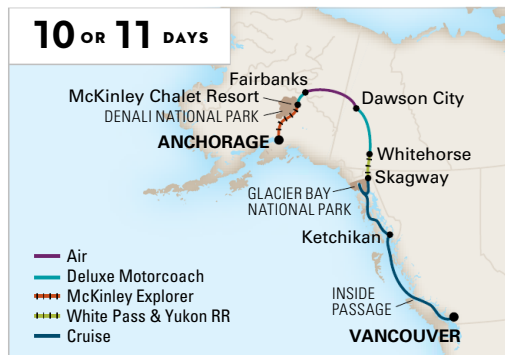 10 OR 11 DAYS
Fairbanks
McKinley Chalet Resort
DENALI NATIONAL PARK
Dawson City
ANCHORAGE
Whitehorse
Skagway
GLACIER BAY
NATIONAL PARK
Ketchikan
Air
Deluxe Motorcoach
McKinley Explorer
White Pass & Yukon RR
Cruise
INSIDE
PASSAGE
VANCOUVER